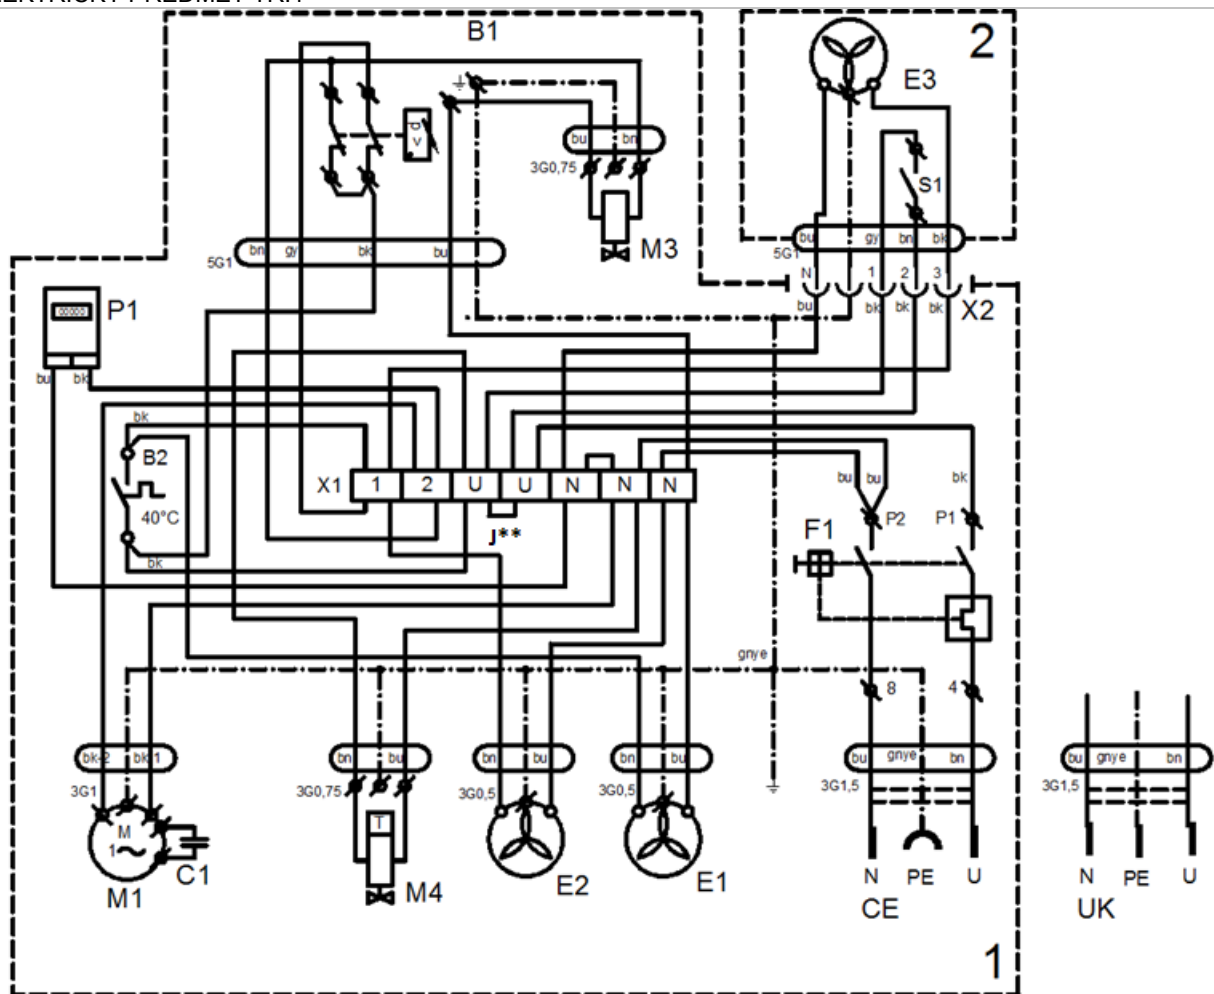 B1
2
E3
P
V
bu
bn
3G0,75
M3
S1
bu
gy
bn
bk
5G1
bn
gy
bk
bu
5G1
N
1
2
3
bu
bk
bk
bk
X2
P1
00000
bu
bk
bk
B2
40°C
bk
X1
1
2
U
U
N
N
N
J**
bu
bu
bk
P2
P1
F1
gnye
8
4
bk-2
bk-1
3G1
bn
bu
3G0,75
bn
bu
3G0,5
bn
bu
3G0,5
bu
gnye
bn
3G1,5
bu
gnye
bn
3G1,5
M
1
C1
M1
T
M4
E2
E1
N
PE
U
CE
N
PE
U
UK
1